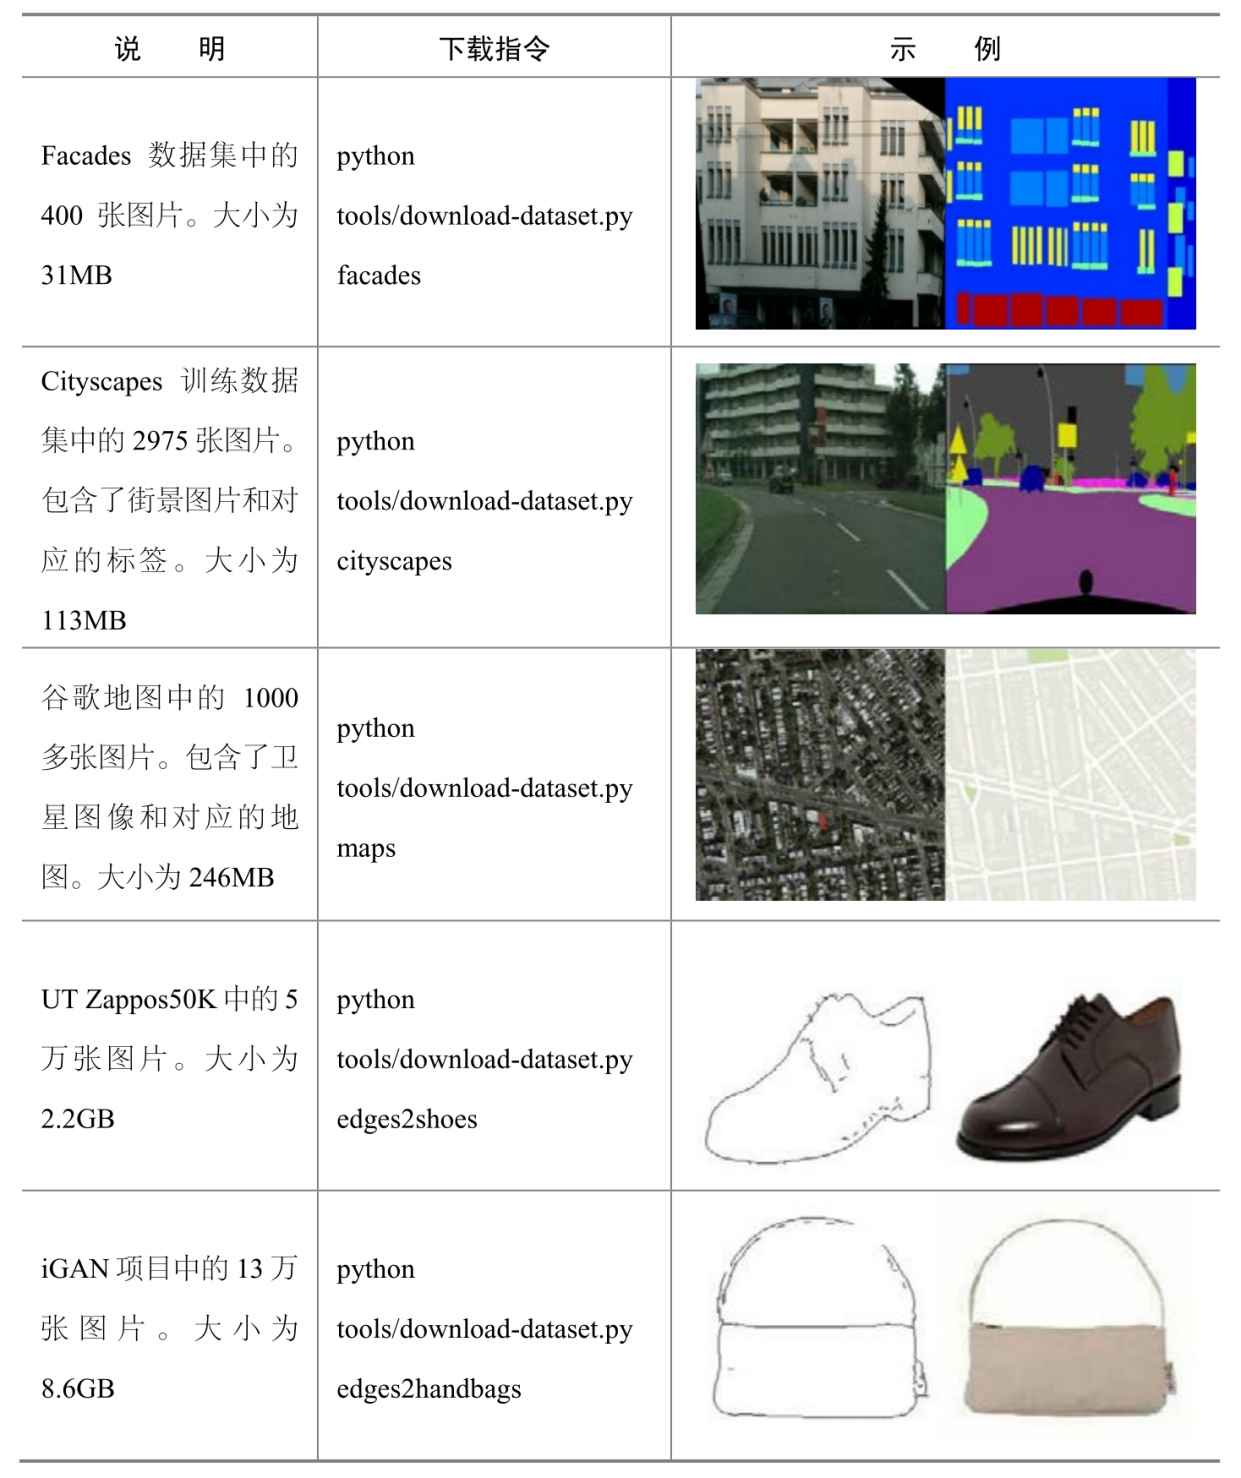 说 明
下载指令
示 例
Facades 数据集中的
400 张图片。大小为
31MB
python
tools/download-dataset.py
facades
Cityscapes 训练数据
集中的 2975 张图片。
包含了街景图片和对
应的标签。大小为
113MB
python
tools/download-dataset.py
cityscapes
谷歌地图中的 1000
多张图片。包含了卫
星图像和对应的地
图。大小为 246MB
python
tools/download-dataset.py
maps
UT Zappos50K 中的 5
万张图片。大小为
2.2GB
python
tools/download-dataset.py
edges2shoes
iGAN 项目中的 13 万
张图片。大小为
8.6GB
python
tools/download-dataset.py
edges2handbags